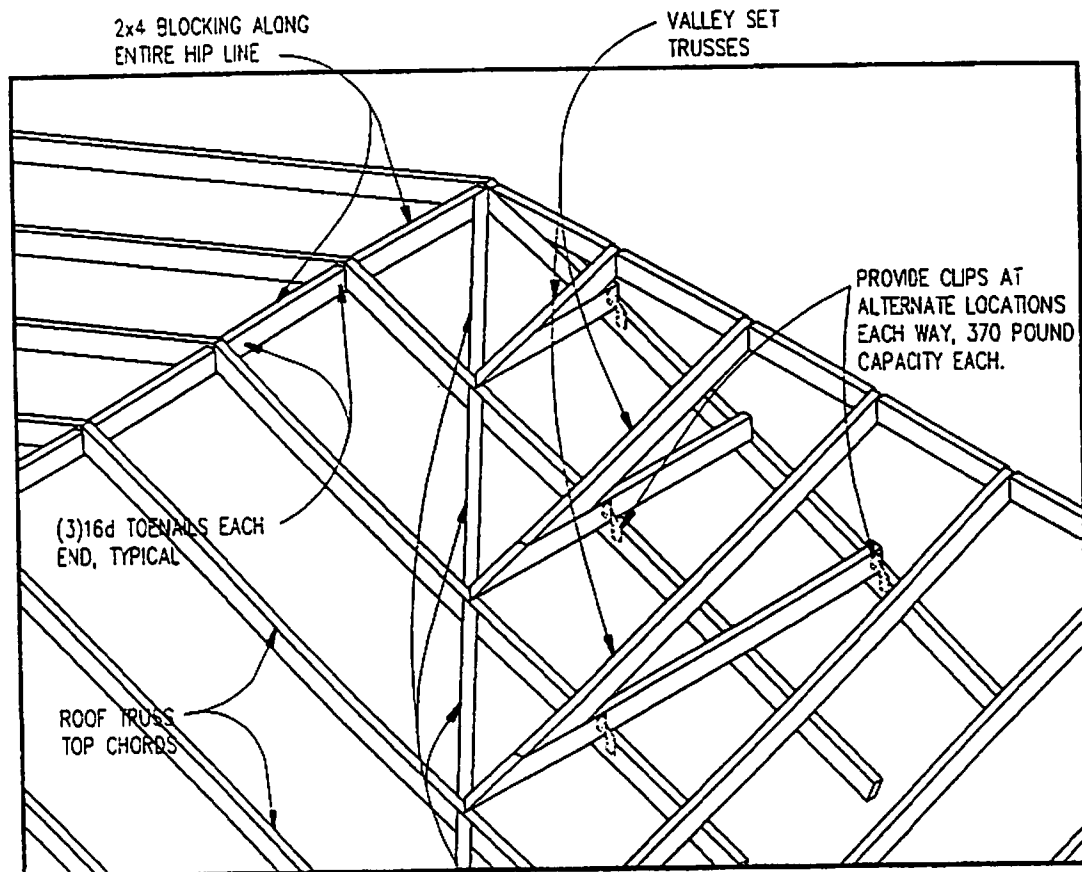 2x4 BLOCKING ALONG
ENTIRE HIP LINE
VALLEY SET
TRUSSES
PROVIDE CLIPS AT
ALTERNATE LOCATIONS
EACH WAY, 370 POUND
CAPACITY EACH.
(3)16d TOENAILS EACH
END, TYPICAL
ROOF TRUSS
TOP CHORDS